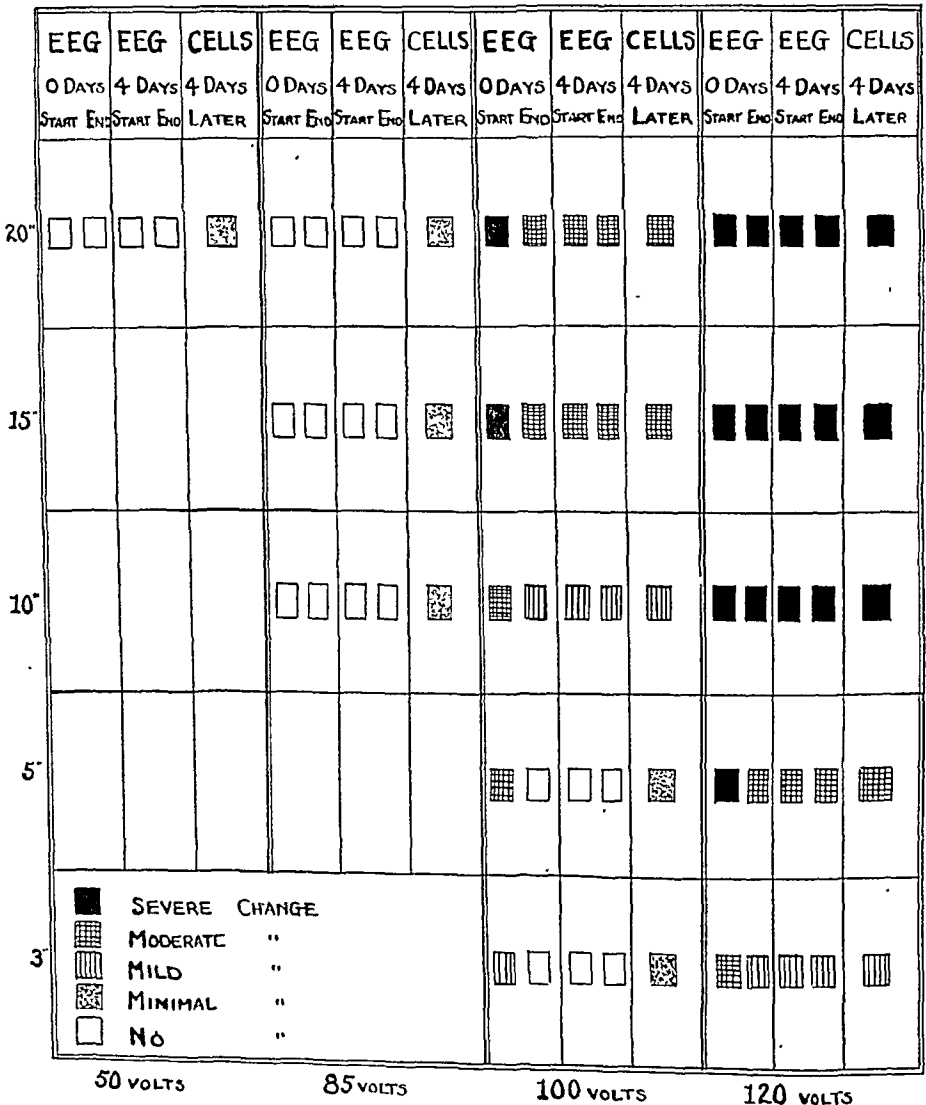 EEG EEG CELLS EEG EEG CELLS EEG EEG CELLS EEG EEG CELLS
0 DAYS 4 DAYS 4 DAYS 0 DAYS 4 DAYS 4 DAYS 0 DAYS 4 DAYS 4 DAYS 0 DAYS 4 DAYS 4 DAYS
START END START END LATER START END START END LATER START END START END LATER START END START END LATER
20"
15"
10"
5"
3"
SEVERE CHANGE
MODERATE "
MILD "
MINIMAL "
NO "
50 VOLTS 85 VOLTS 100 VOLTS 120 VOLTS